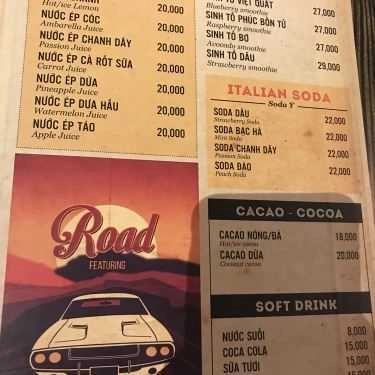 Hot/ice Lemon
NƯỚC ÉP CÓC 20,000
Ambarella Juice
NƯỚC ÉP CHANH DÂY 20,000
Passion Juice
NƯỚC ÉP CÀ RỐT SỮA 20,000
Carrot Juice
NƯỚC ÉP DỨA 20,000
Pineapple Juice
NƯỚC ÉP DƯA HẤU 20,000
Watermelon Juice
NƯỚC ÉP TÁO 20,000
Apple Juice
Road
FEATURING
VIỆT QUẤT 27,000
Blueberry smoothie
SINH TỐ PHÚC BỒN TỬ 27,000
Raspberry smoothie
SINH TỐ BƠ 27,000
Avocado smoothie
SINH TỐ DÂU 29,000
Strawberry smoothie
ITALIAN SODA
Soda Ý
SODA DÂU 22,000
Strawberry Soda
SODA BẠC HÀ 22,000
Mint Soda
SODA CHANH DÂY 22,000
Passion Soda
SODA ĐÀO 22,000
Peach Soda
CACAO - COCOA
CACAO NÓNG/ĐÁ 18,000
Hot/ice cacao
CACAO DỪA 20,000
Coconut cacao
SOFT DRINK
NƯỚC SUỐI 8,000
COCA COLA 15,000
SỮA TƯƠI 15,000